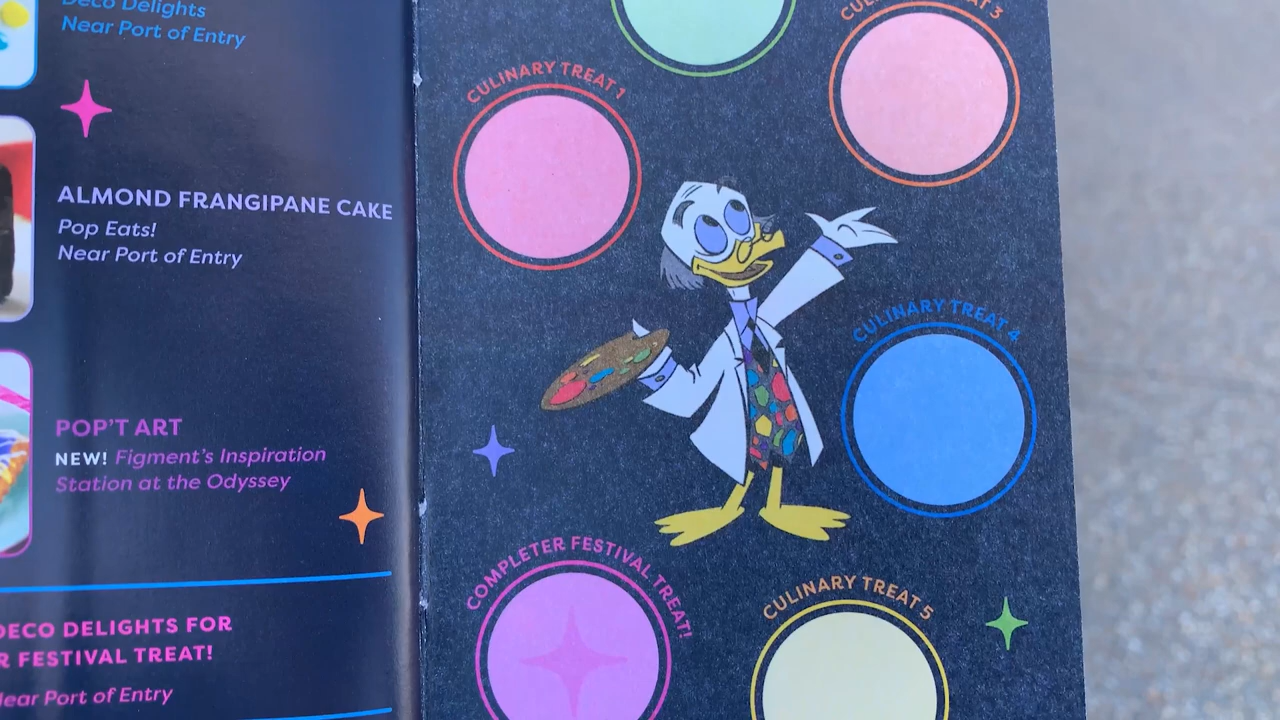 Deco Delights
Near Port of Entry
ALMOND FRANGIPANE CAKE
Pop Eats!
Near Port of Entry
POP'T ART
NEW! Figment's Inspiration
Station at the Odyssey
DECO DELIGHTS FOR
FESTIVAL TREAT!
Near Port of Entry
CULINARY TREAT 1
TREAT 3
CULINARY TREAT 4
COMPLETER FESTIVAL TREAT!
CULINARY TREAT 5